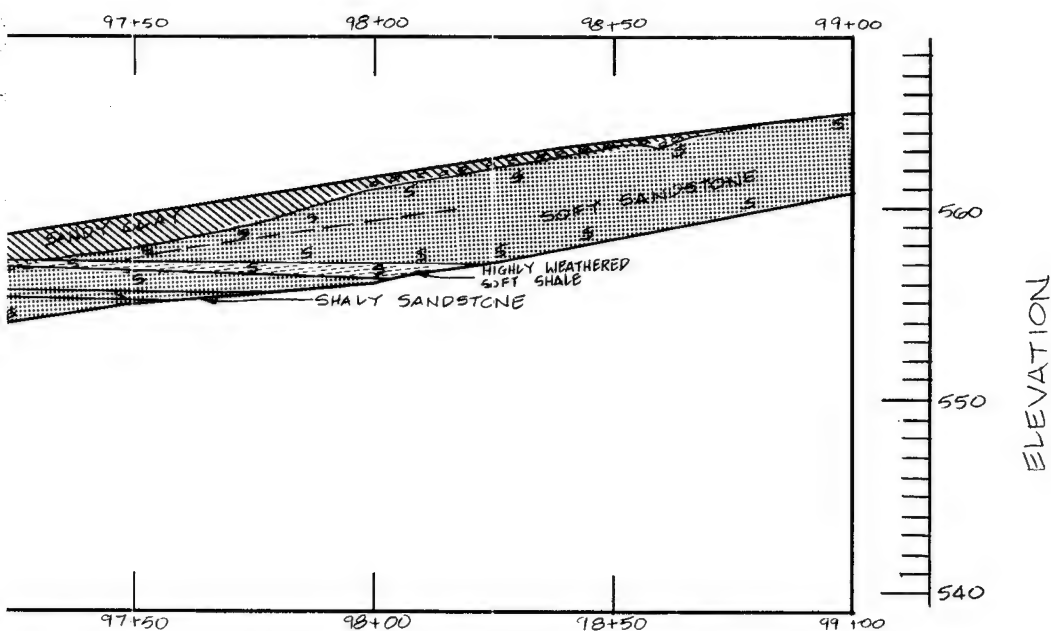 97+50 98+00 98+50 99+00
SANDY CLAY
SOFT SANDSTONE
560
HIGHLY WEATHERED
SOFT SHALE
SHALY SANDSTONE
550
ELEVATION
540
97+50 98+00 98+50 99+00
S S S S S S S S S S S S S S S S S S